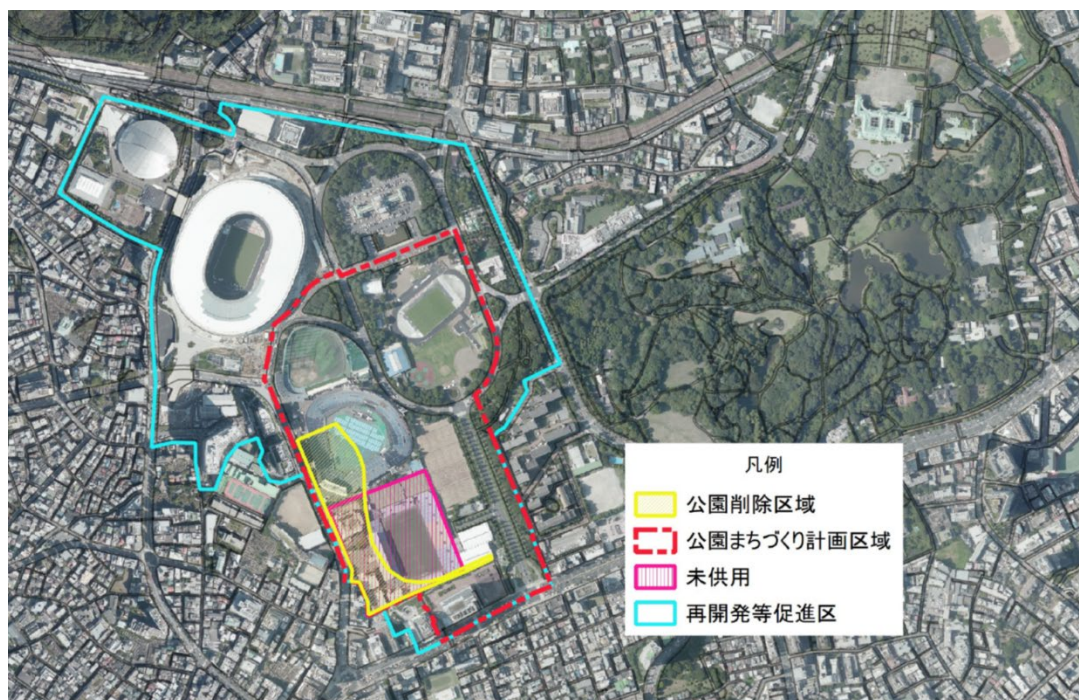 凡例
公園削除区域
公園まちづくり計画区域
未供用
再開発等促進区